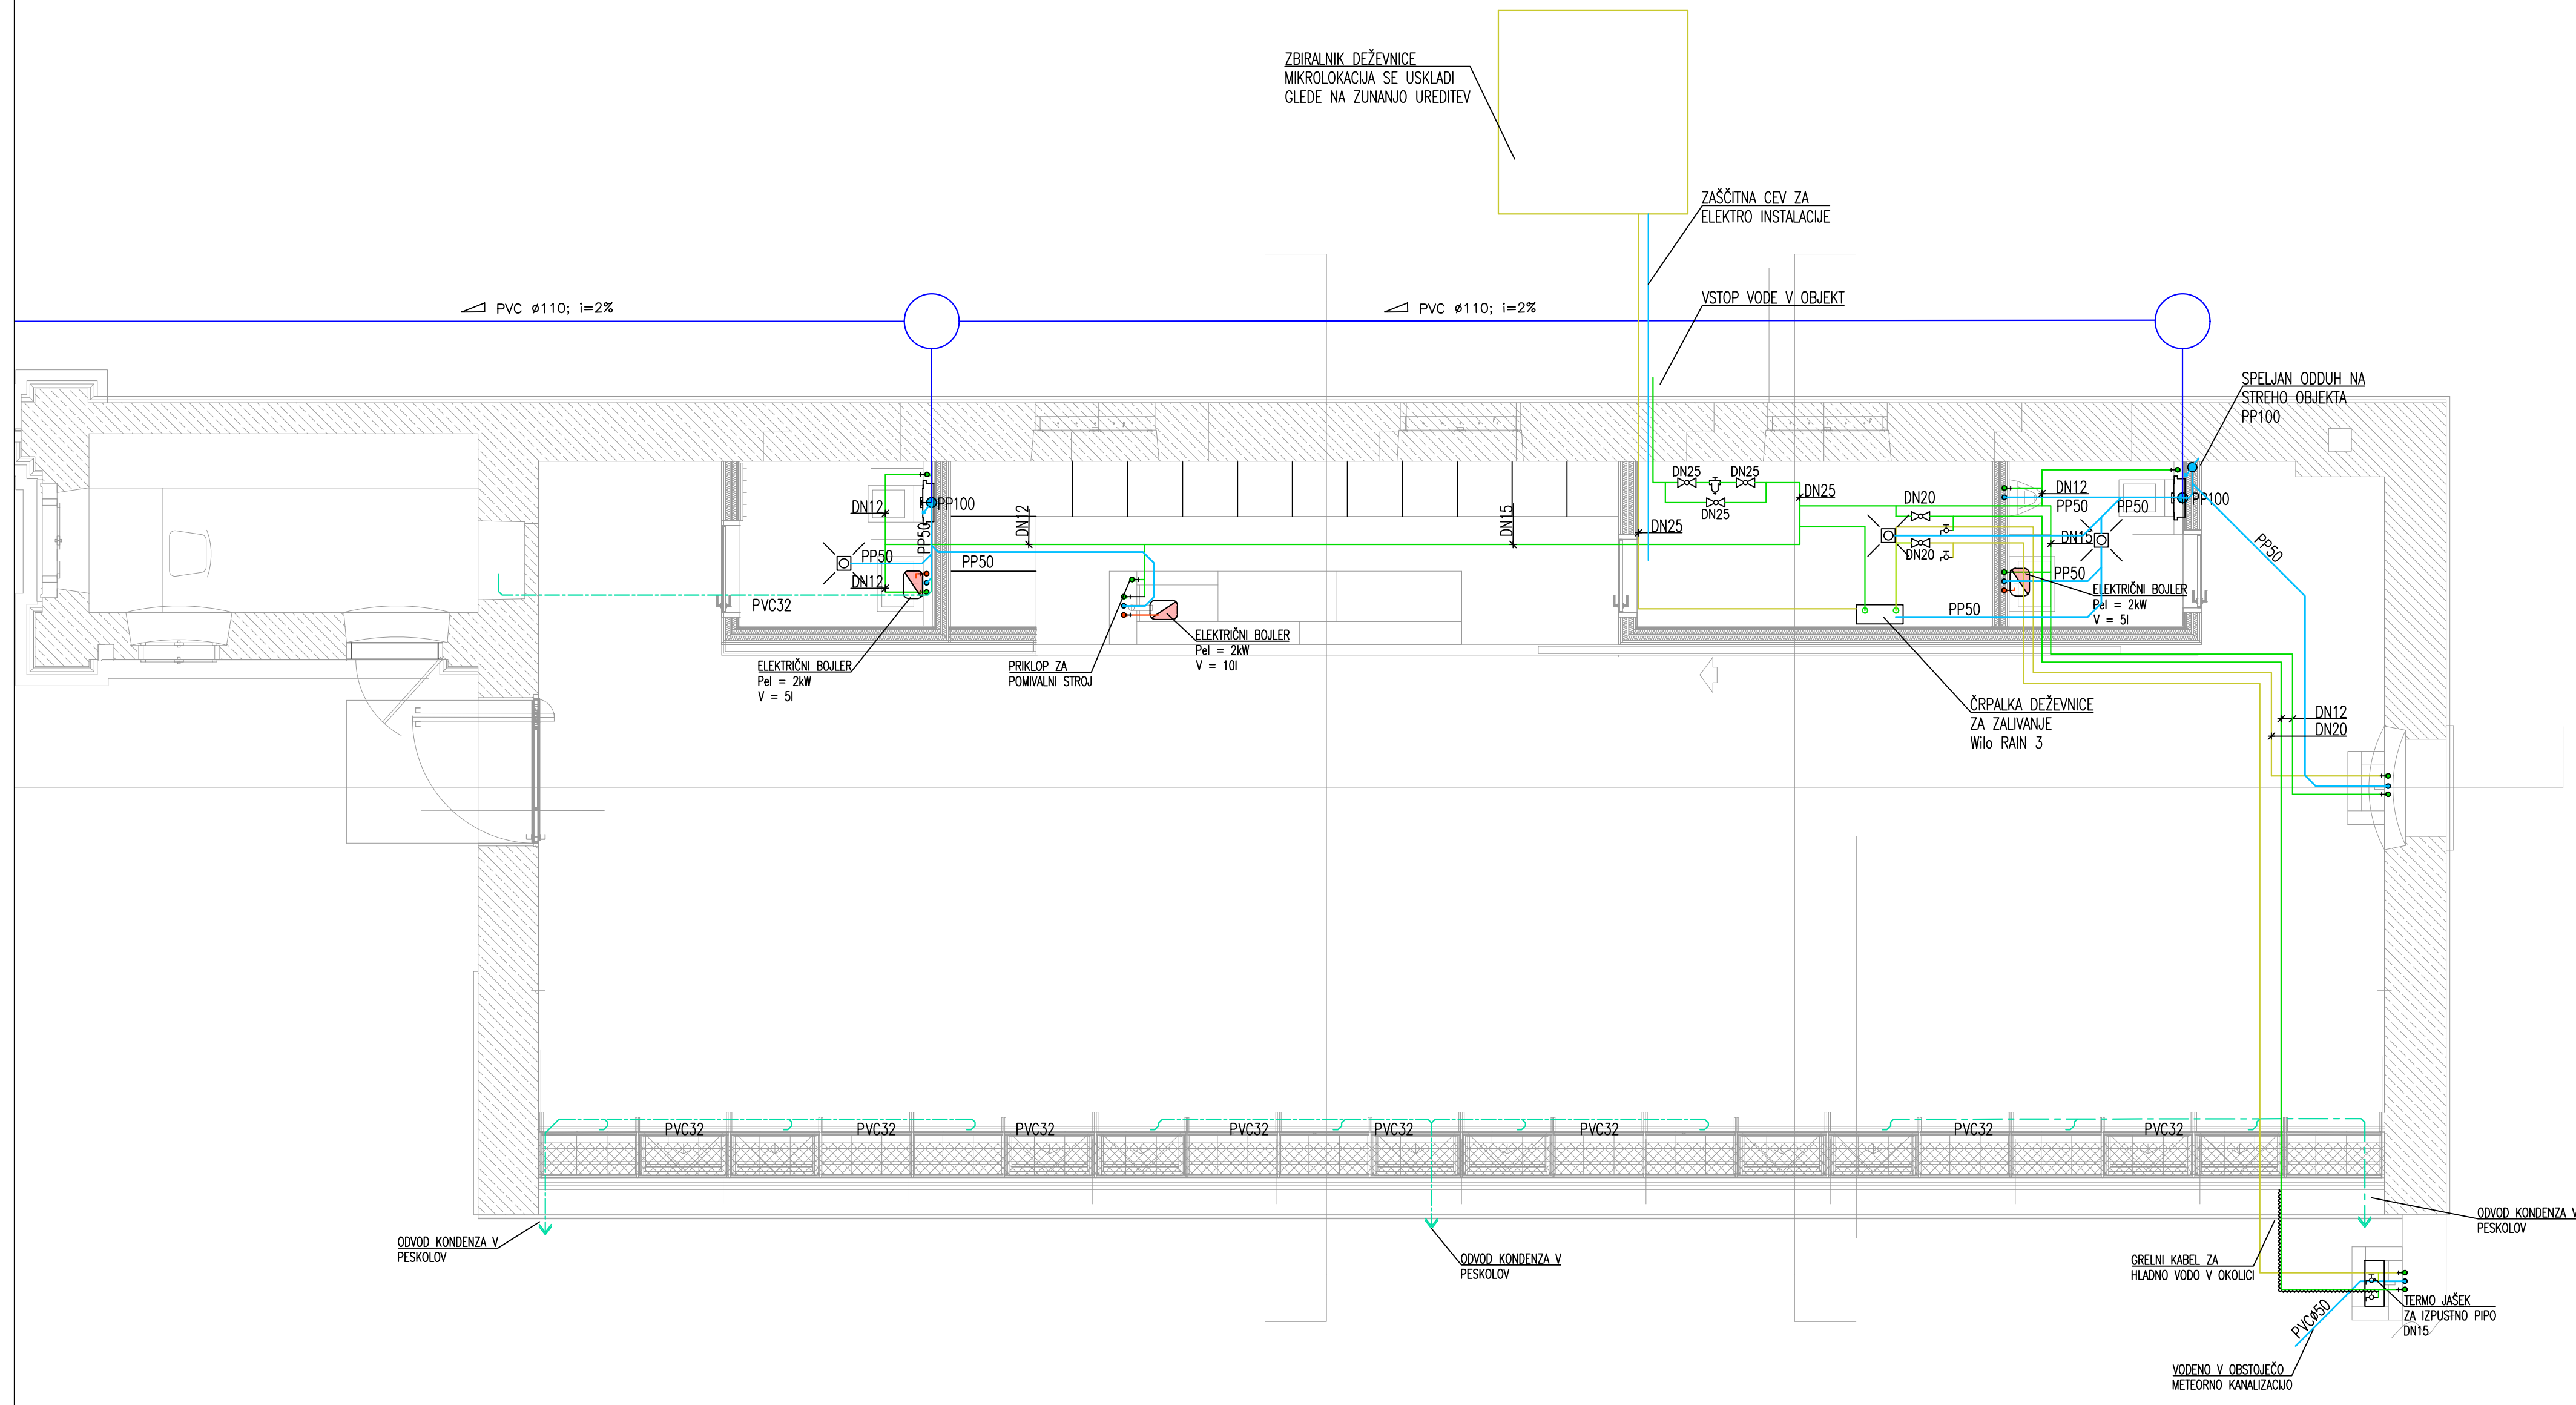 ZBIRALNIK DEŽEVNICE
MIKROLOKACIJA SE USKLADI
GLEDE NA ZUNANJO UREDITEV
ZAŠČITNA CEV ZA
ELEKTRO INSTALACIJE
VSTOP VODE V OBJEKT
PVC ø110; i=2%
PVC ø110; i=2%
SPELJAN ODDUH NA
STREHO OBJEKTA
PP100
DN25
DN25
DN25
DN25
DN25
DN20
DN20
DN12
PP50
PP50
PP100
DN15
PP50
PP50
PP50
ELEKTRIČNI BOJLER
Pel = 2kW
V = 5l
DN12
PP100
PP50
PP50
DN12
PP50
DN12
DN15
PVC32
ELEKTRIČNI BOJLER
Pel = 2kW
V = 5l
PRIKLOP ZA
POMIVALNI STROJ
ELEKTRIČNI BOJLER
Pel = 2kW
V = 10l
ČRPALKA DEŽEVNICE
ZA ZALIVANJE
Wilo RAIN 3
DN12
DN20
PVC32
PVC32
PVC32
PVC32
PVC32
PVC32
PVC32
PVC32
ODVOD KONDENZA V
PESKOLOV
ODVOD KONDENZA V
PESKOLOV
ODVOD KONDENZA V
PESKOLOV
GRELNI KABEL ZA
HLADNO VODO V OKOLICI
TERMO JAŠEK
ZA IZPUSTNO PIPO
DN15
PVCø50
VODENO V OBSTOJEČO
METEORNO KANALIZACIJO